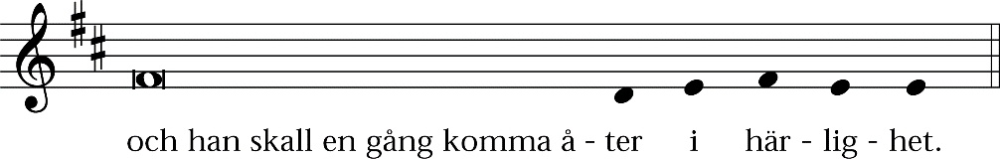 och han skall en gång komma å - ter i här - lig - het.